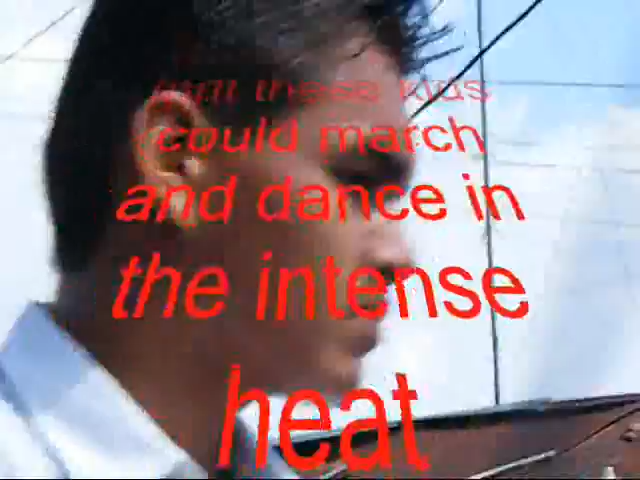 these kids
could march
and dance in
the intense
heat